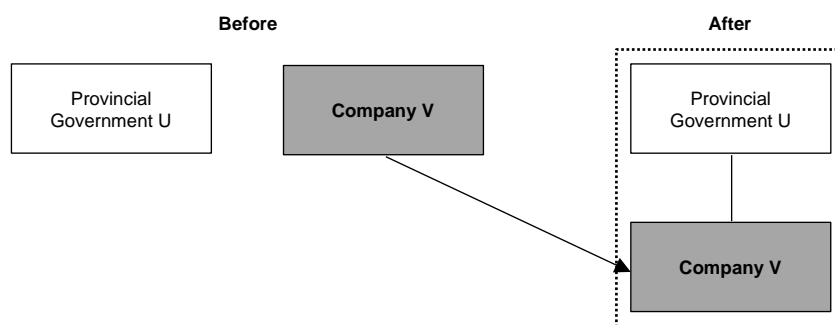 Before
After
Provincial
Government U
Company V
Provincial
Government U
Company V